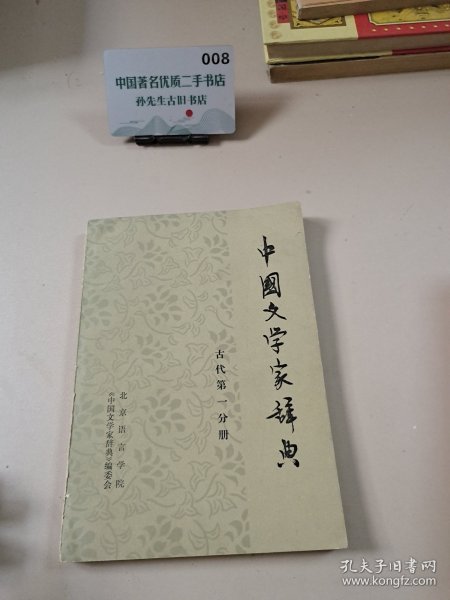 008
中国著名优质二手书店
孙先生古旧书店
中國文学家辞典
古代第一分册
北京语言学院
《中国文学家辞典》编委会
孔夫子旧书网
www.kongfz.com